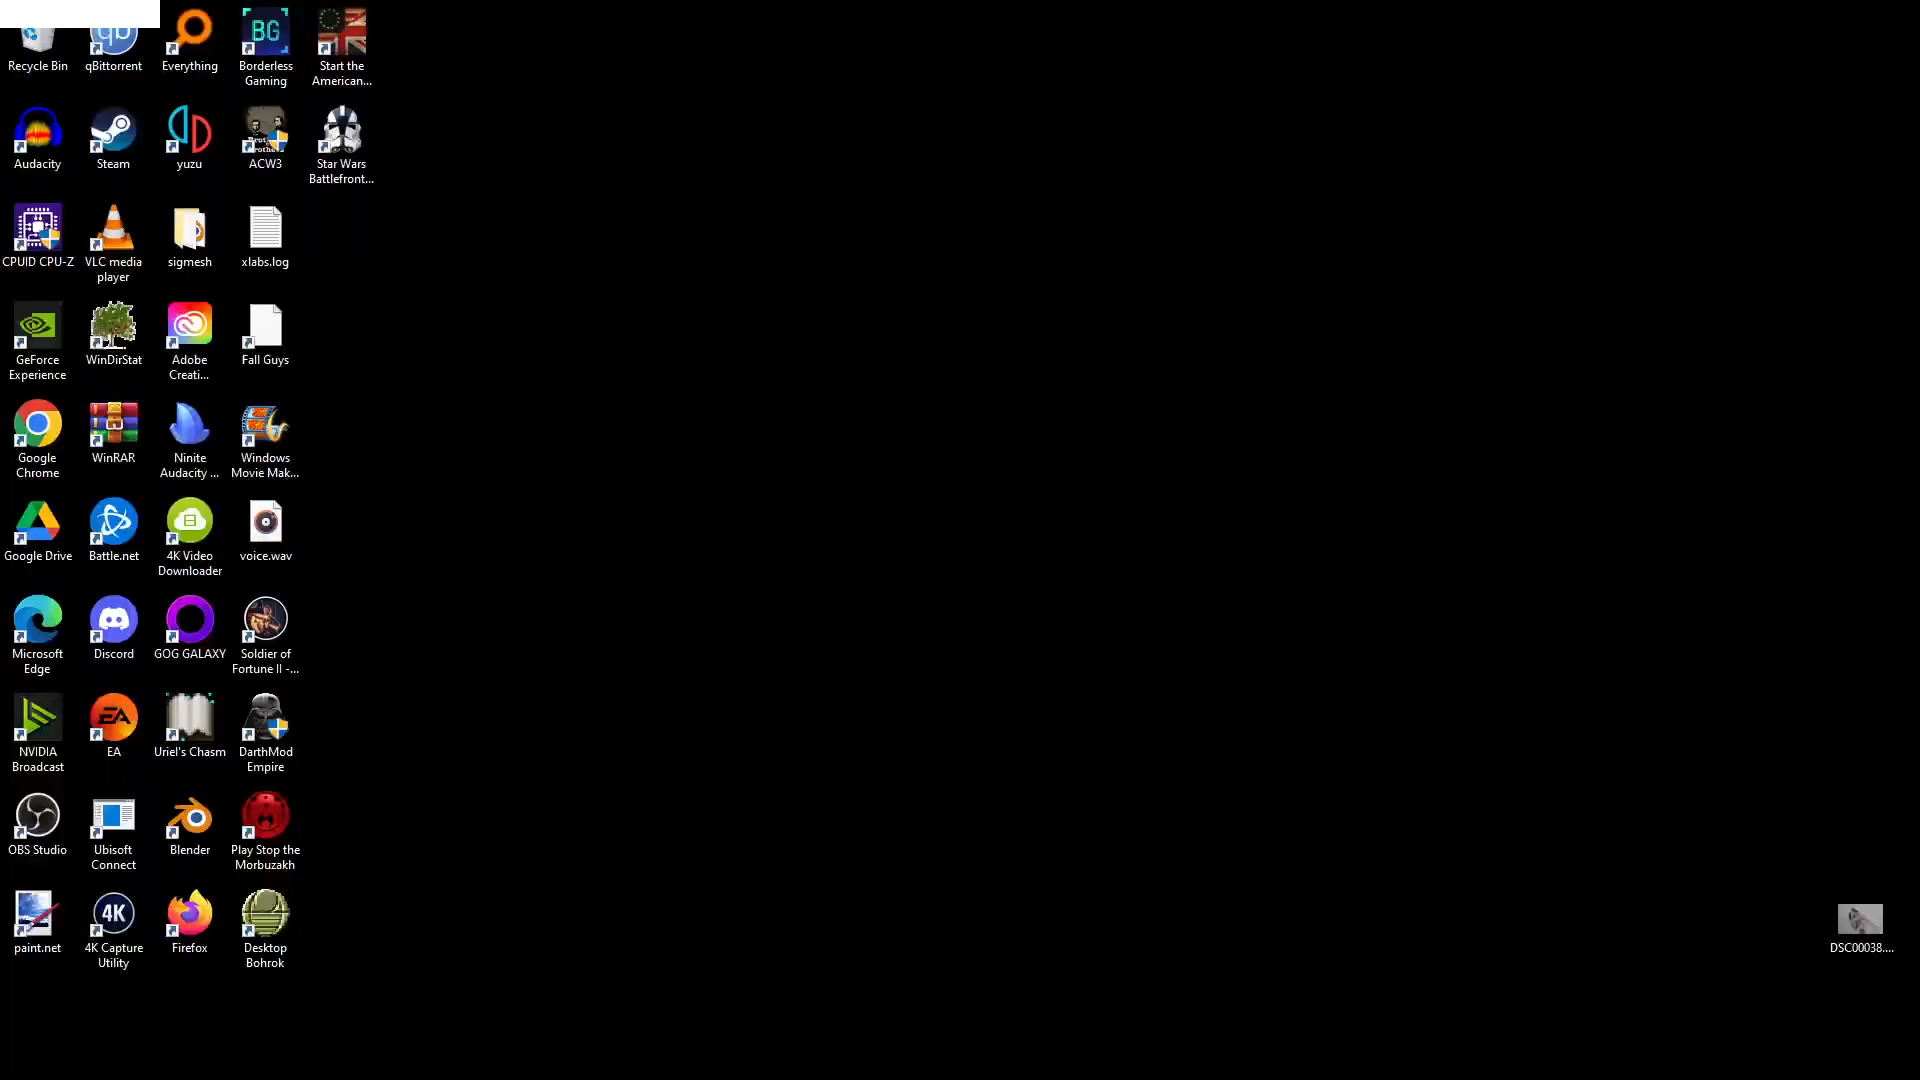 Recycle Bin
qBittorrent
Everything
Borderless
Gaming
Start the
American...
Audacity
Steam
yuzu
ACW3
Star Wars
Battlefront...
CPUID CPU-Z
VLC media
player
sigmesh
xlabs.log
GeForce
Experience
WinDirStat
Adobe
Creati...
Fall Guys
Google
Chrome
WinRAR
Ninite
Audacity ...
Windows
Movie Mak...
Google Drive
Battle.net
4K Video
Downloader
voice.wav
Microsoft
Edge
Discord
GOG GALAXY
Soldier of
Fortune II -...
NVIDIA
Broadcast
EA
Uriel's Chasm
DarthMod
Empire
OBS Studio
Ubisoft
Connect
Blender
Play Stop the
Morbuzakh
paint.net
4K Capture
Utility
Firefox
Desktop
Bohrok
DSC00038....
qb
BG
EA
4K